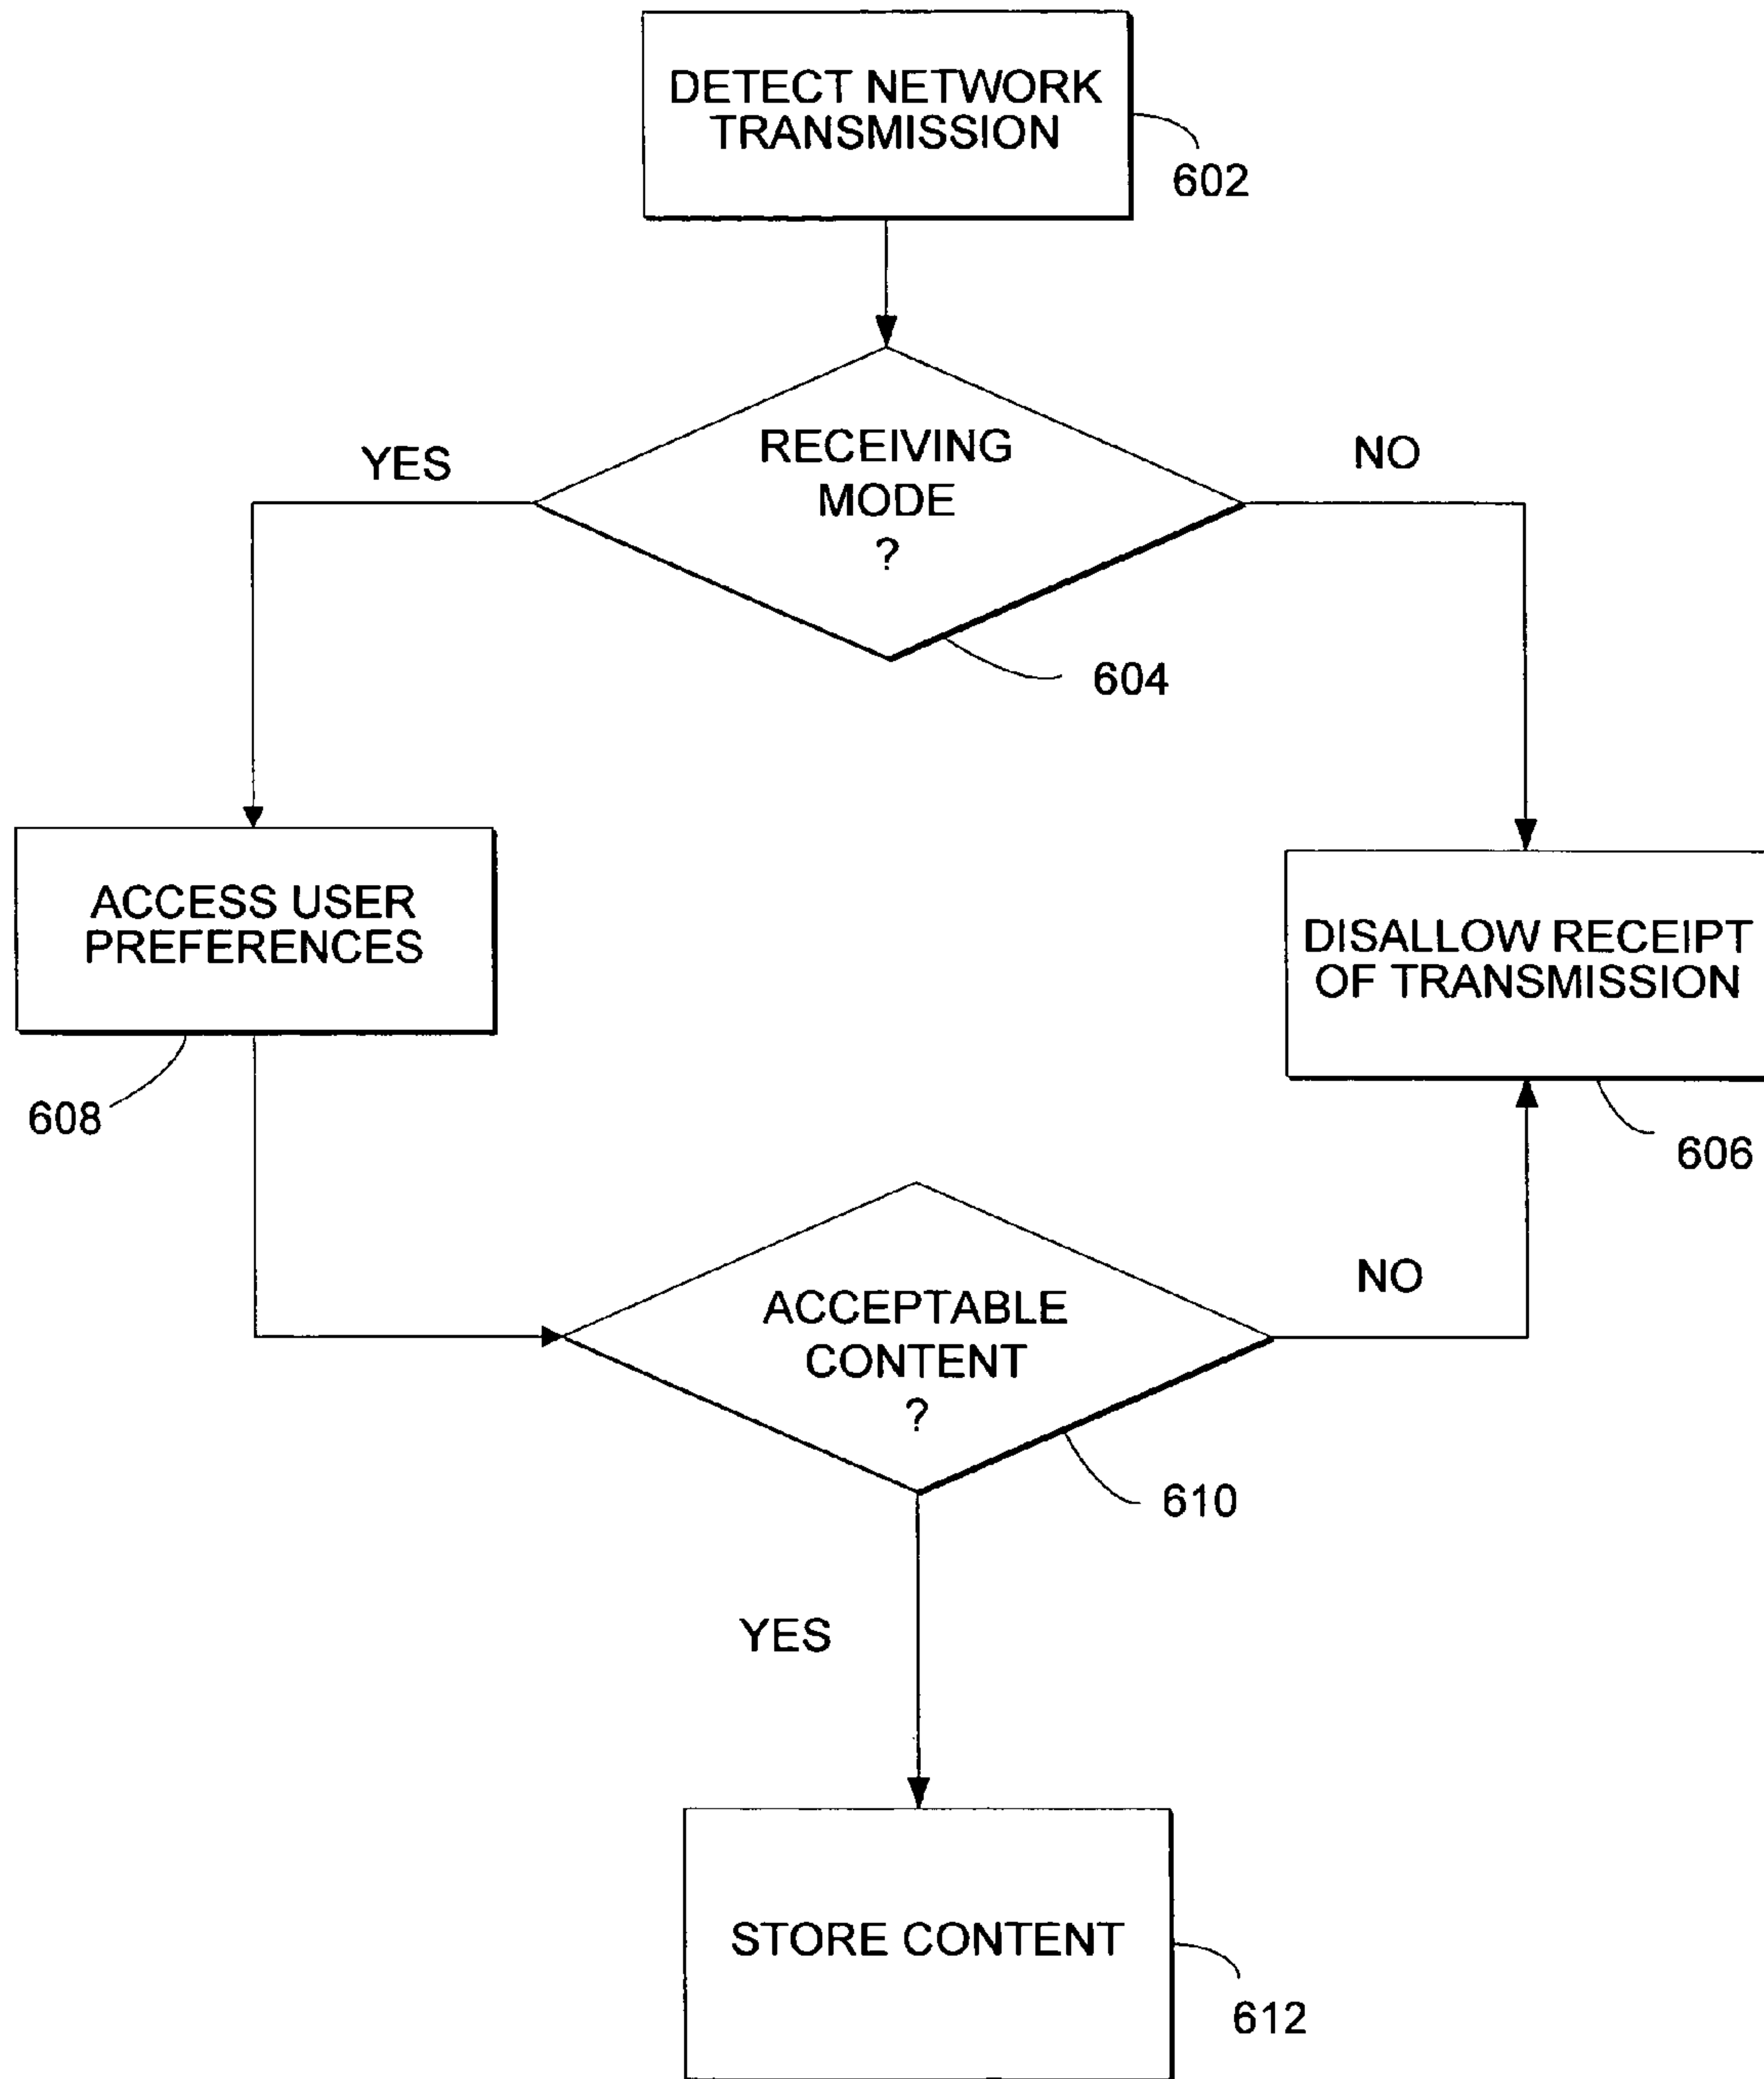 DETECT NETWORK
TRANSMISSION
602
RECEIVING
MODE
?
YES
NO
604
ACCESS USER
PREFERENCES
608
DISALLOW RECEIPT
OF TRANSMISSION
606
ACCEPTABLE
CONTENT
?
NO
610
YES
STORE CONTENT
612